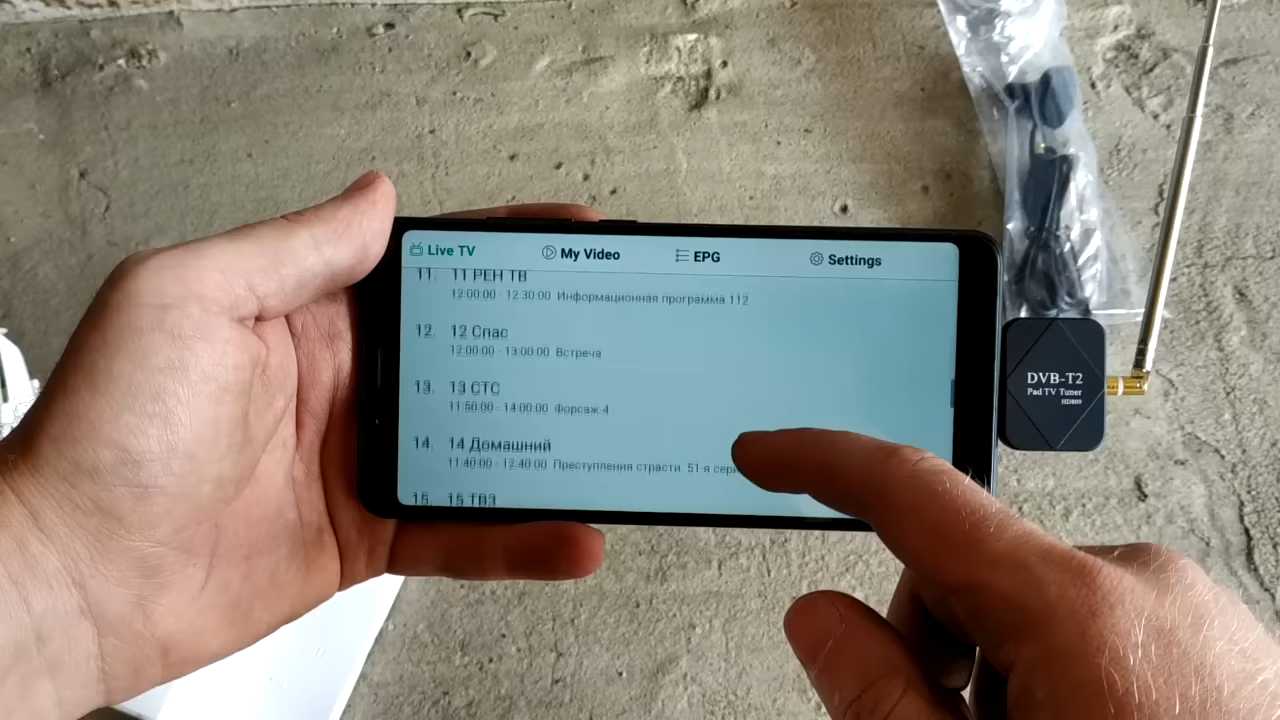 Live TV
My Video
EPG
Settings
11. 11 РЕН ТВ
12:00:00 - 12:30:00 Информационная программа 112
12. 12 Спас
12:00:00 - 13:00:00 Встреча
13. 13 СТС
11:50:00 - 14:00:00 Форсаж 4
14. 14 Домашний
11:40:00 - 12:40:00 Преступления страсти. 51-я сери
15. 15 ТВ3
DVB-T2
Pad TV Tuner
HD809